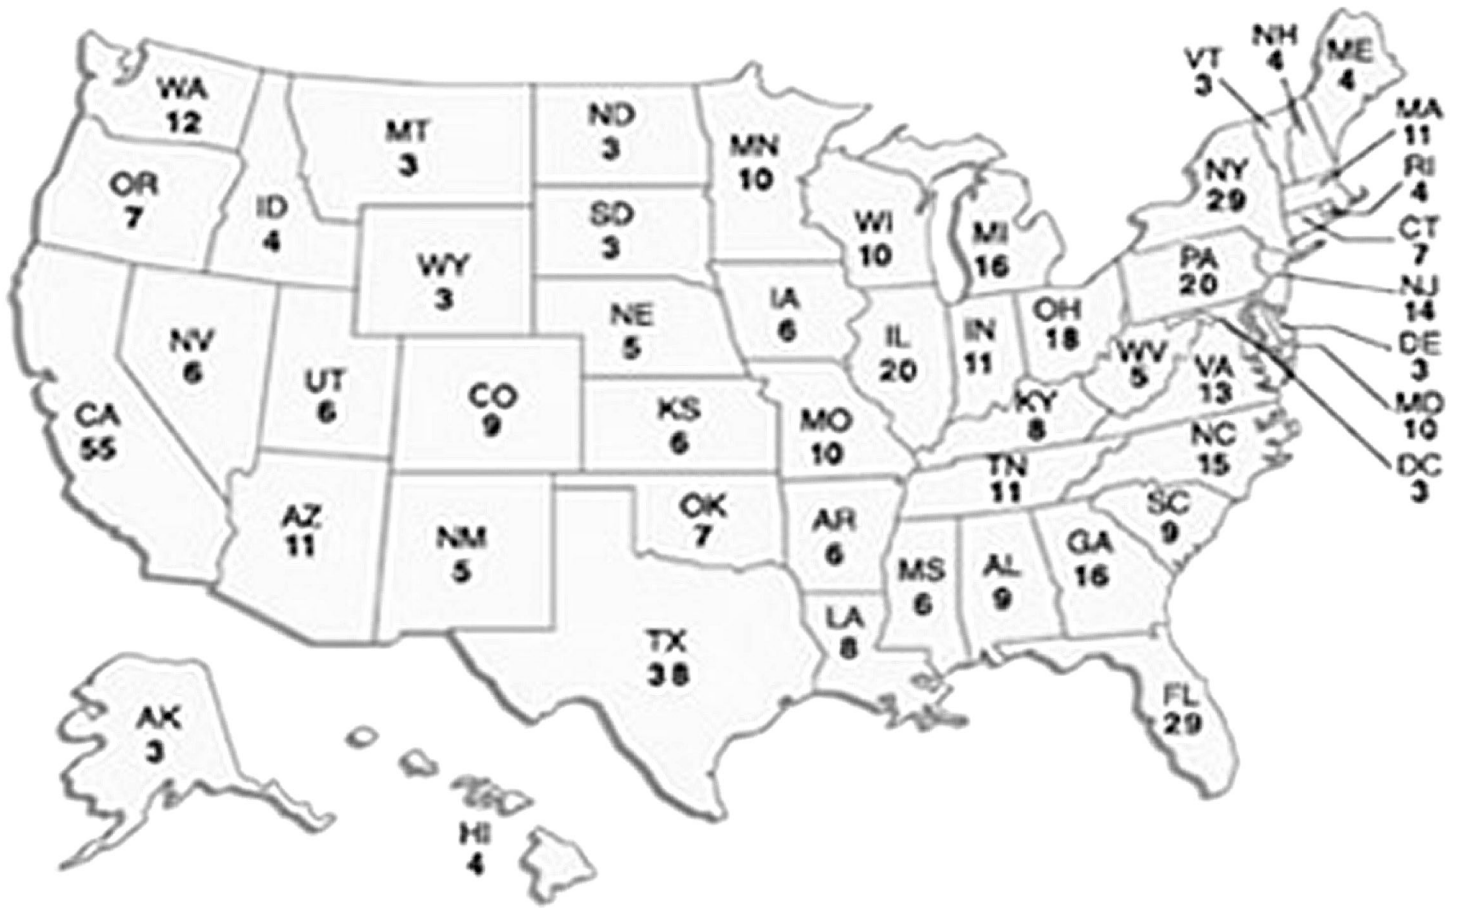 NH
4
VT
3
ME
4
WA
12
MT
3
ND
3
MN
10
MA
11
OR
7
ID
4
SD
3
WI
10
MI
16
NY
29
RI
4
CT
7
WY
3
PA
20
NJ
14
IA
6
NE
5
OH
18
IL
20
IN
11
NV
6
UT
6
CO
9
WV
5
VA
13
DE
3
CA
55
KS
6
MO
10
KY
8
MD
10
NC
15
TN
11
DC
3
AZ
11
NM
5
OK
7
AR
6
SC
9
MS
6
AL
9
GA
16
LA
8
TX
38
FL
29
AK
3
HI
4